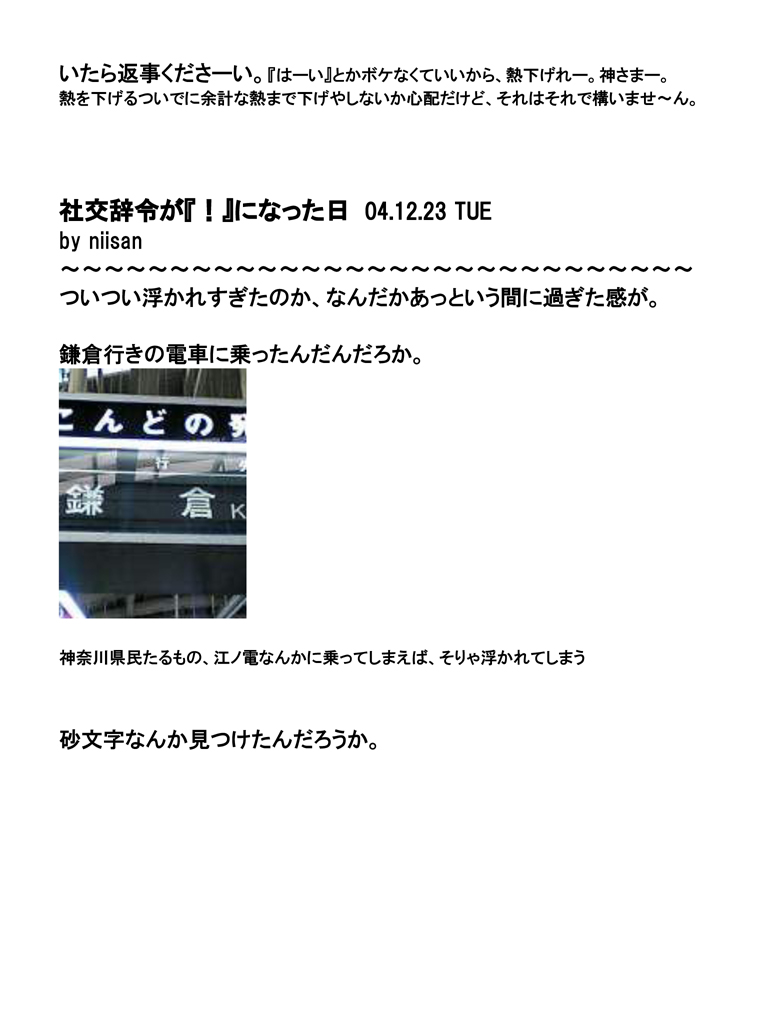 いたら返事くださーい。『はーい』とかボケなくていいから、熱下げれー。神さまー。
熱を下げるついでに余計な熱まで下げやしないか心配だけど、それはそれで構いませ～ん。
社交辞令が『！』になった日 04.12.23 TUE
by niisan
～～～～～～～～～～～～～～～～～～～～～～～～～～～～～
ついつい浮かれすぎたのか、なんだかあっという間に過ぎた感が。
鎌倉行きの電車に乗ったんだんだろか。
こんどの発
行
鎌倉 K
神奈川県民たるもの、江ノ電なんかに乗ってしまえば、そりゃ浮かれてしまう
砂文字なんか見つけたんだろうか。